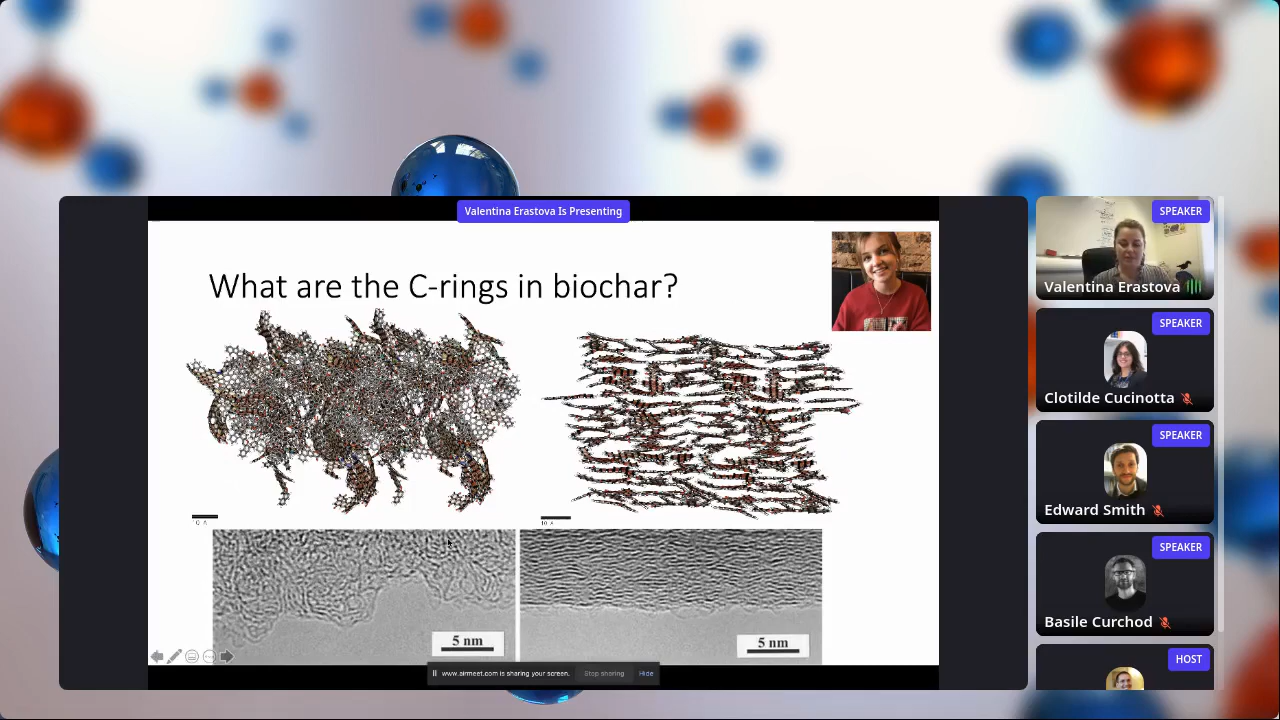 Valentina Erastova Is Presenting
What are the C-rings in biochar?
10 A
5 nm
5 nm
www.airmeet.com is sharing your screen.
Stop sharing
Hide
SPEAKER
Valentina Erastova
SPEAKER
Clotilde Cucinotta
SPEAKER
Edward Smith
SPEAKER
Basile Curchod
HOST